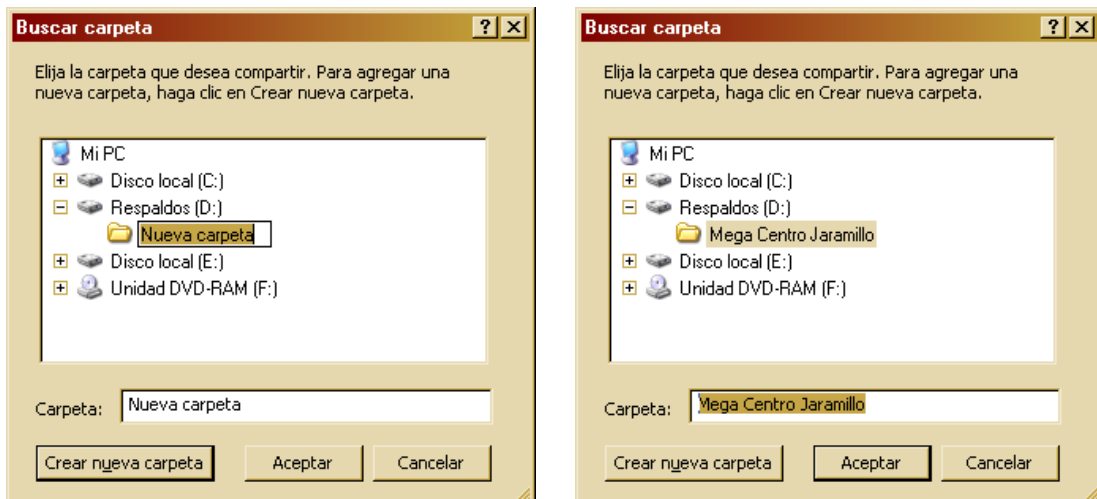 Buscar carpeta
Elija la carpeta que desea compartir. Para agregar una
nueva carpeta, haga clic en Crear nueva carpeta.
Mi PC
Disco local (C:)
Respaldos (D:)
Nueva carpeta
Disco local (E:)
Unidad DVD-RAM (F:)
Carpeta: Nueva carpeta
Crear nueva carpeta Aceptar Cancelar
Buscar carpeta
Elija la carpeta que desea compartir. Para agregar una
nueva carpeta, haga clic en Crear nueva carpeta.
Mi PC
Disco local (C:)
Respaldos (D:)
Mega Centro Jaramillo
Disco local (E:)
Unidad DVD-RAM (F:)
Carpeta: Mega Centro Jaramillo
Crear nueva carpeta Aceptar Cancelar